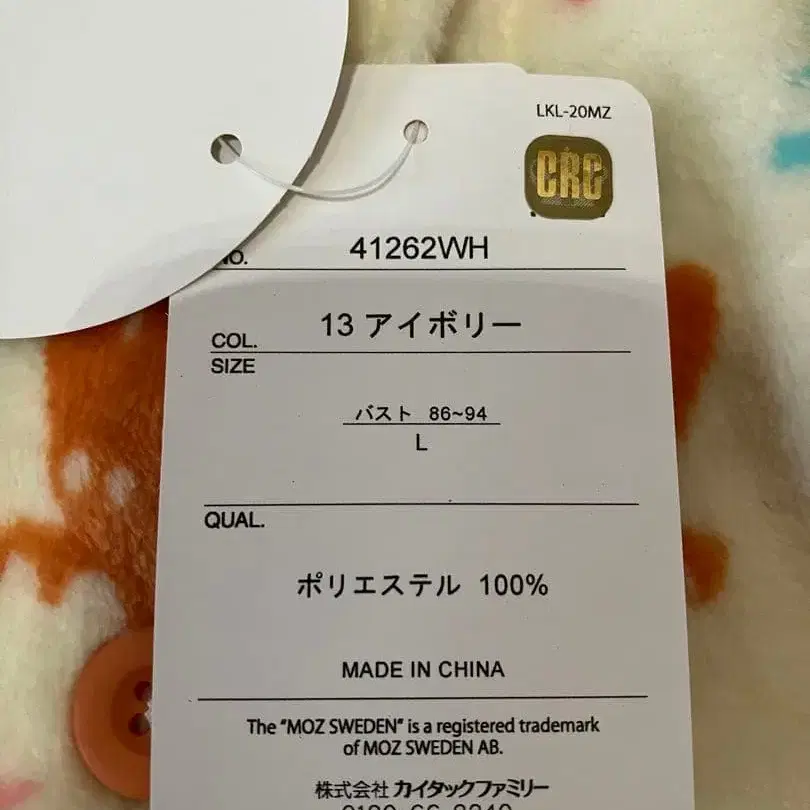 LKL-20MZ
CRC
NO. 41262WH
COL. 13 アイボリー
SIZE
バスト 86~94
L
QUAL.
ポリエステル 100%
MADE IN CHINA
The "MOZ SWEDEN" is a registered trademark
of MOZ SWEDEN AB.
株式会社 カイタックファミリー